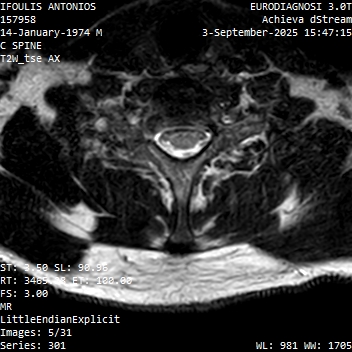 IFOULIS ANTONIOS
EURODIAGNOSI 3.0T
157958
Achieva dStream
14-January-1974 M
3-September-2025 15:47:15
C SPINE
T2W_tse AX
ST: 3.50 SL: 90.96
RT: ET: 100.00
FS: 3.00
MR
LittleEndianExplicit
Images: 5/31
Series: 301
WL: 981 WW: 1705